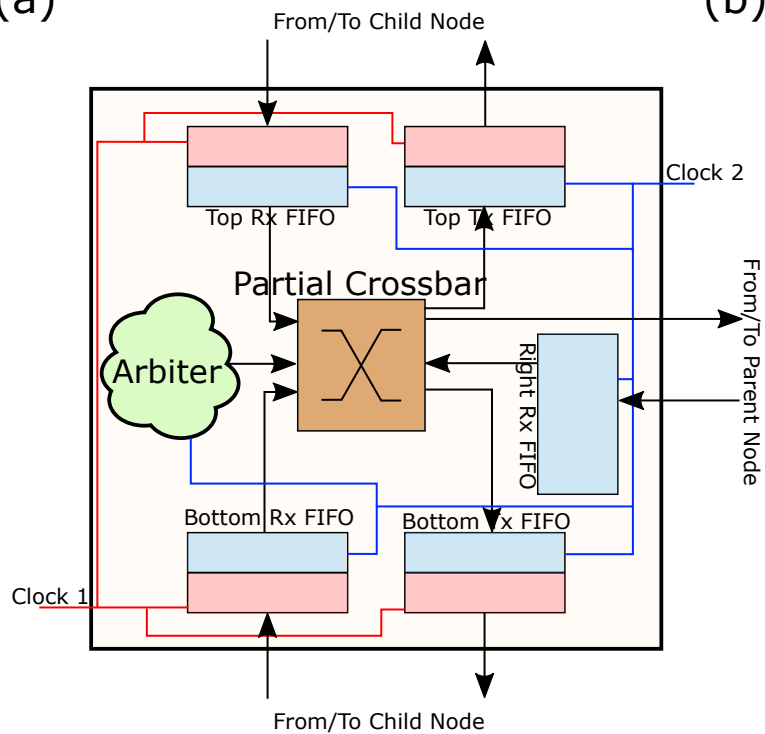 (a)
(b)
From/To Child Node
Clock 2
Top Rx FIFO
Top Tx FIFO
Partial Crossbar
From/To Parent Node
Arbiter
Right Rx FIFO
Bottom Rx FIFO
Bottom Tx FIFO
Clock 1
From/To Child Node